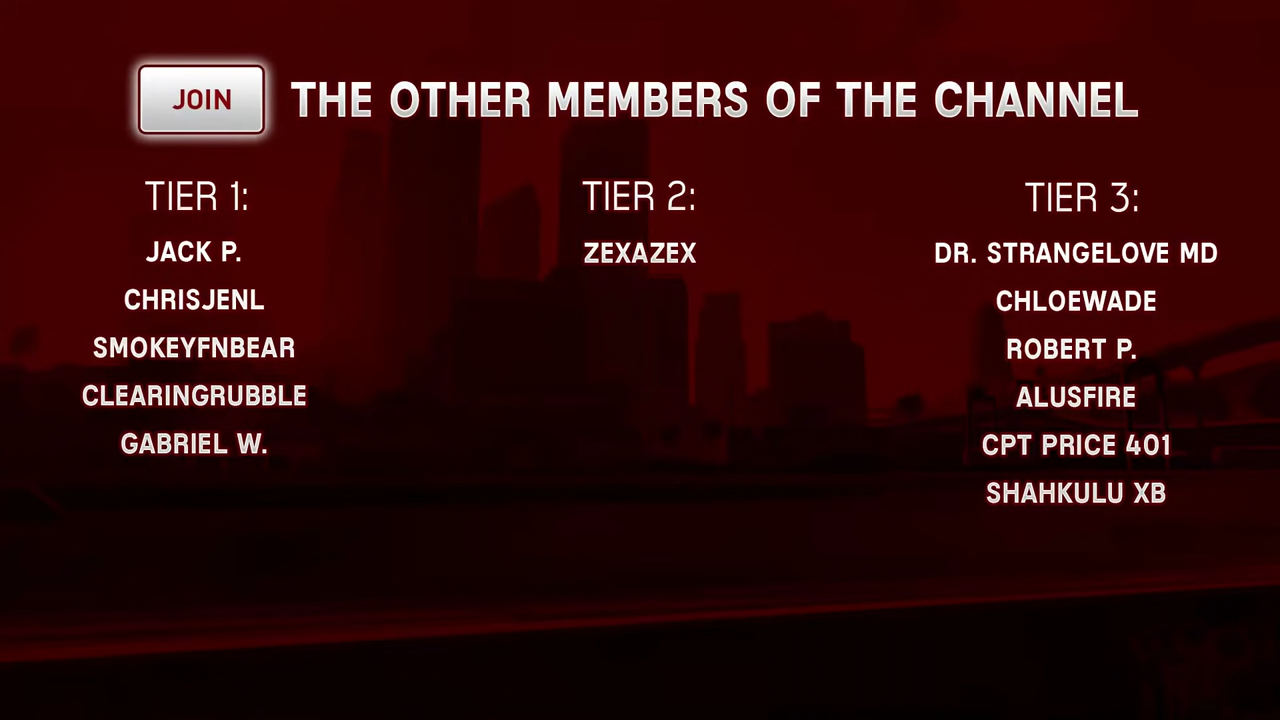 JOIN THE OTHER MEMBERS OF THE CHANNEL
TIER 1:
JACK P.
CHRISJENL
SMOKEYFNBEAR
CLEARINGRUBBLE
GABRIEL W.
TIER 2:
ZEXAZEX
TIER 3:
DR. STRANGELOVE MD
CHLOEWADE
ROBERT P.
ALUSFIRE
CPT PRICE 401
SHAHKULU XB